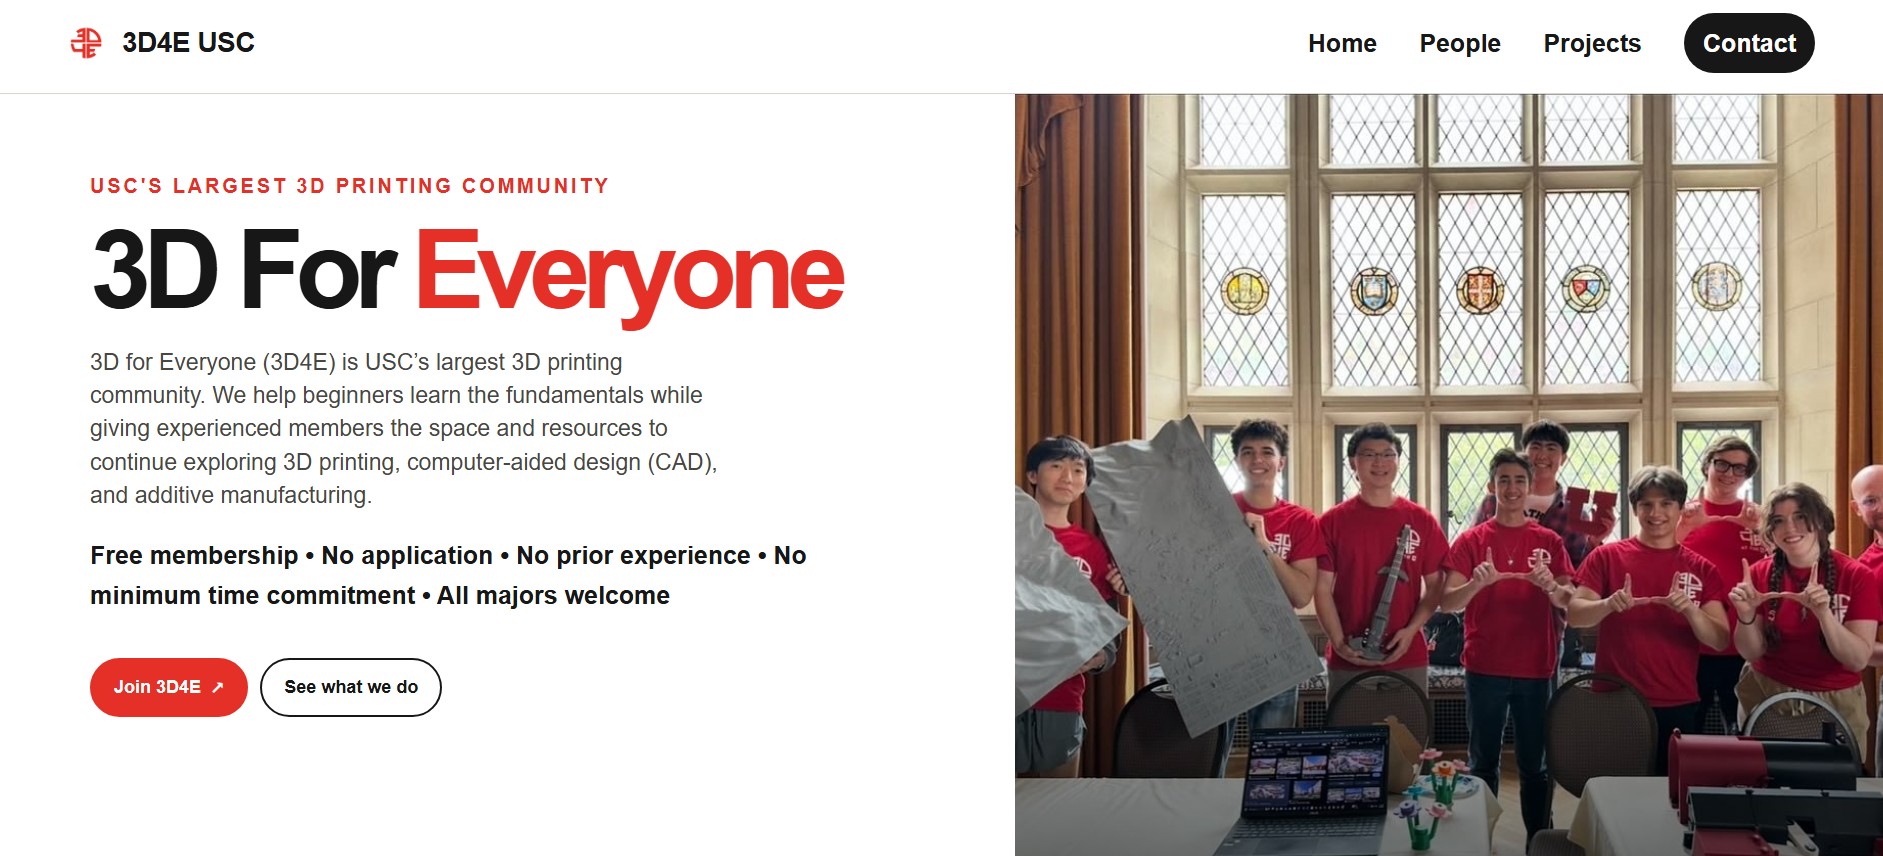 3D4E USC
Home
People
Projects
Contact
USC'S LARGEST 3D PRINTING COMMUNITY
3D For Everyone
3D for Everyone (3D4E) is USC’s largest 3D printing
community. We help beginners learn the fundamentals while
giving experienced members the space and resources to
continue exploring 3D printing, computer-aided design (CAD),
and additive manufacturing.
Free membership • No application • No prior experience • No
minimum time commitment • All majors welcome
Join 3D4E ↗
See what we do